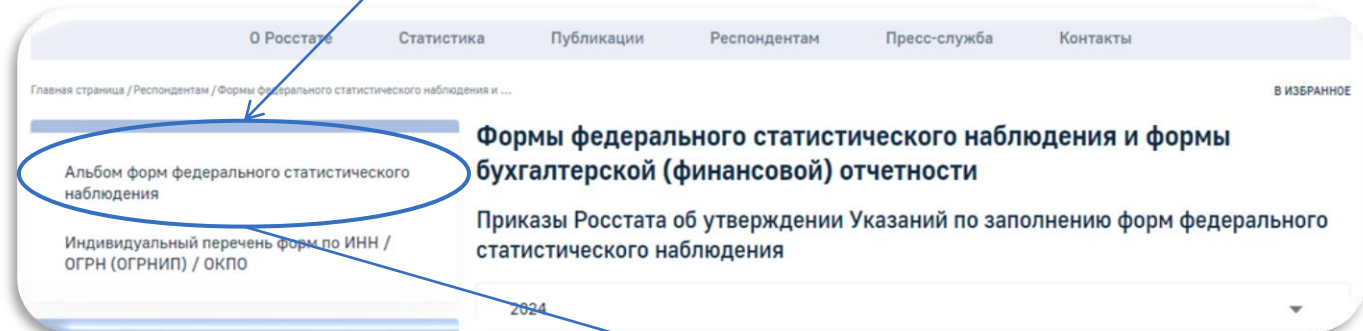 О Росстате Статистика Публикации Респондентам Пресс-служба Контакты
Главная страница / Респондентам / Формы федерального статистического наблюдения и ...
В ИЗБРАННОЕ
Альбом форм федерального статистического
наблюдения
Индивидуальный перечень форм по ИНН /
ОГРН (ОГРНИП) / ОКПО
Формы федерального статистического наблюдения и формы
бухгалтерской (финансовой) отчетности
Приказы Росстата об утверждении Указаний по заполнению форм федерального
статистического наблюдения
2024